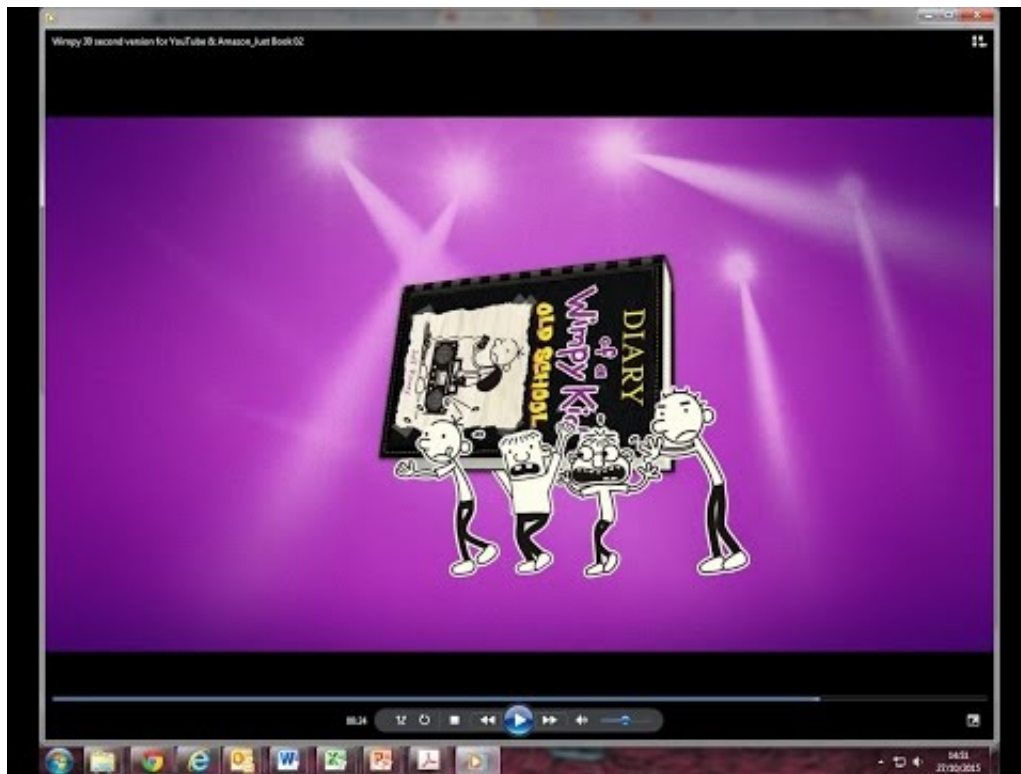 Wimpy 30 second version for YouTube & Amazon_Just Book 02
DIARY
of a
Wimpy Kid
OLD SCHOOL
00:24
14:51
27/10/2015